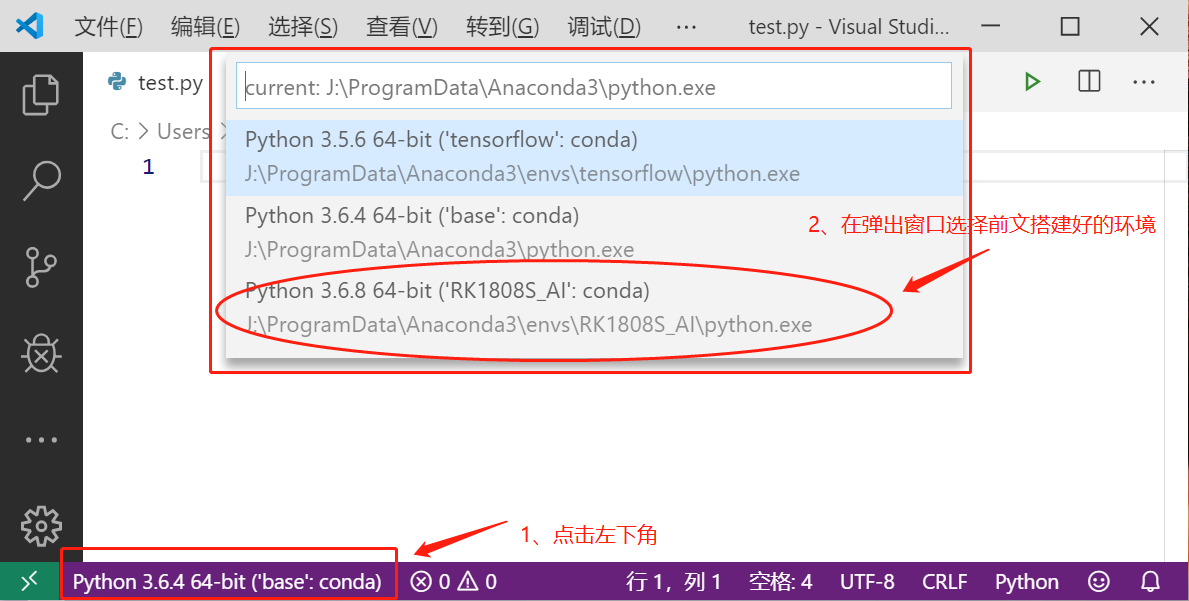 文件(F) 编辑(E) 选择(S) 查看(V) 转到(G) 调试(D) ··· test.py - Visual Studi...
test.py
current: J:\ProgramData\Anaconda3\python.exe
C: > Users >
Python 3.5.6 64-bit ('tensorflow': conda)
J:\ProgramData\Anaconda3\envs\tensorflow\python.exe
1
Python 3.6.4 64-bit ('base': conda)
J:\ProgramData\Anaconda3\python.exe
2、在弹出窗口选择前文搭建好的环境
Python 3.6.8 64-bit ('RK1808S_AI': conda)
J:\ProgramData\Anaconda3\envs\RK1808S_AI\python.exe
1、点击左下角
Python 3.6.4 64-bit ('base': conda) 0 0 行 1，列 1 空格: 4 UTF-8 CRLF Python